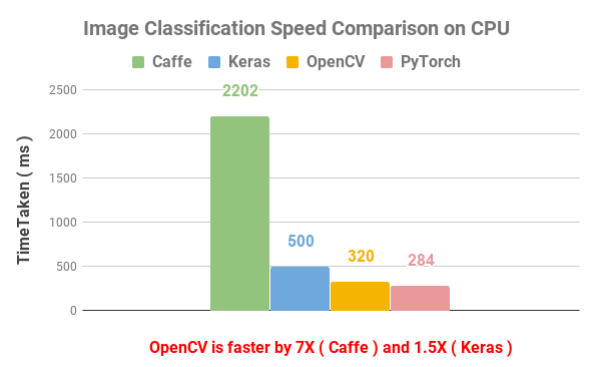 Image Classification Speed Comparison on CPU
Caffe Keras OpenCV PyTorch
TimeTaken ( ms )
2500
2000
1500
1000
500
0
2202
500
320
284
OpenCV is faster by 7X ( Caffe ) and 1.5X ( Keras )